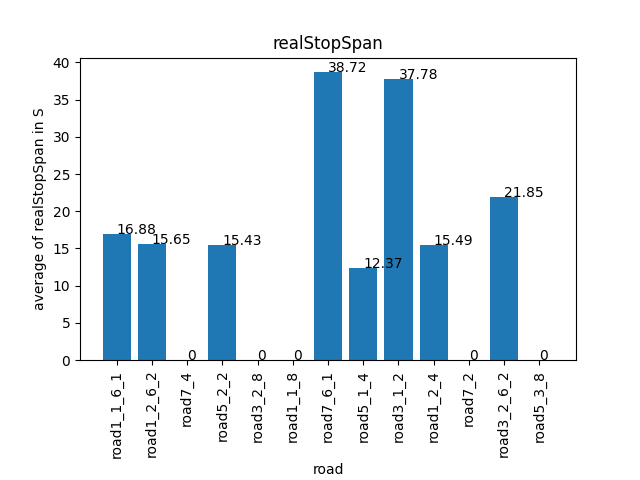 realStopSpan
average of realStopSpan in S
40
35
30
25
20
15
10
5
0
16.88
15.65
0
15.43
0
0
38.72
12.37
37.78
15.49
0
21.85
0
road1_1_6_1
road1_2_6_2
road7_4
road5_2_2
road3_2_8
road1_1_8
road7_6_1
road5_1_4
road3_1_2
road1_2_4
road7_2
road3_2_6_2
road5_3_8
road